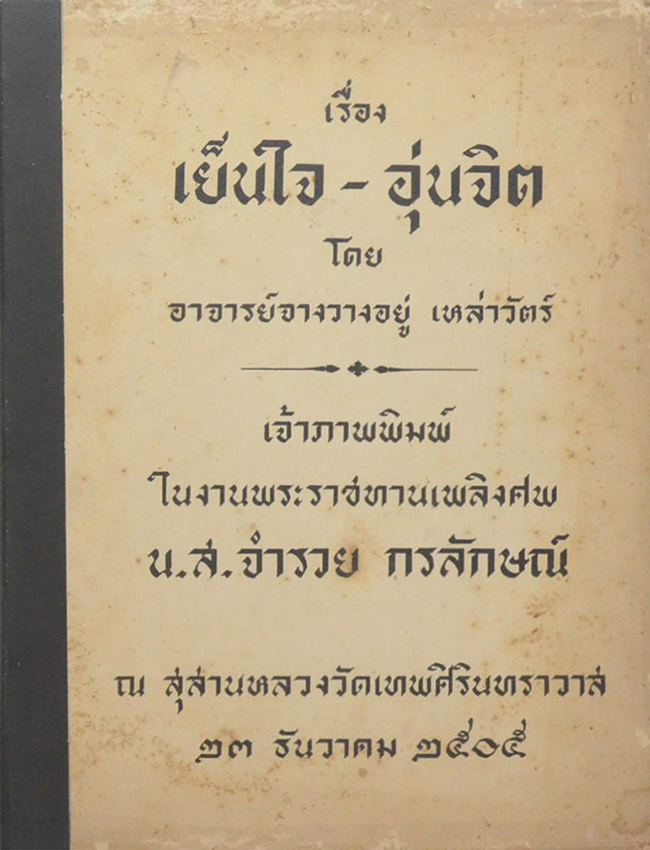 เรื่อง
เย็นใจ - อุ่นจิต
โดย
อาจารย์จางวางอยู่ เหล่าวัตร์
เจ้าภาพพิมพ์
ในงานพระราชทานเพลิงศพ
น.ส.จำรวย กรลักษณ์
ณ สุสานหลวงวัดเทพศิรินทราวาส
๒๓ ธันวาคม ๒๕๐๕